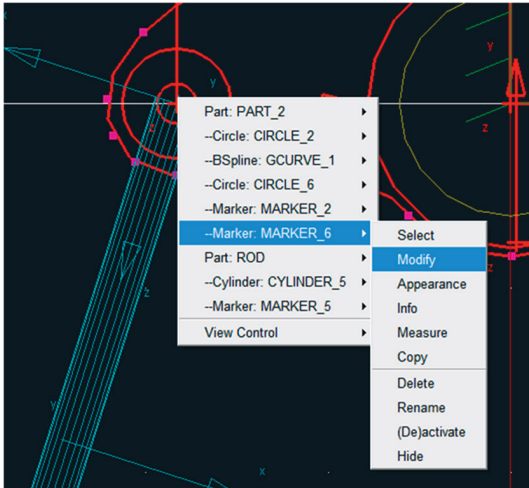 x
y
y
z
z
Part: PART_2
--Circle: CIRCLE_2
--BSpline: GCURVE_1
--Circle: CIRCLE_6
--Marker: MARKER_2
--Marker: MARKER_6
Part: ROD
--Cylinder: CYLINDER_5
--Marker: MARKER_5
View Control
Select
Modify
Appearance
Info
Measure
Copy
Delete
Rename
(De)activate
Hide
z
z
y
x